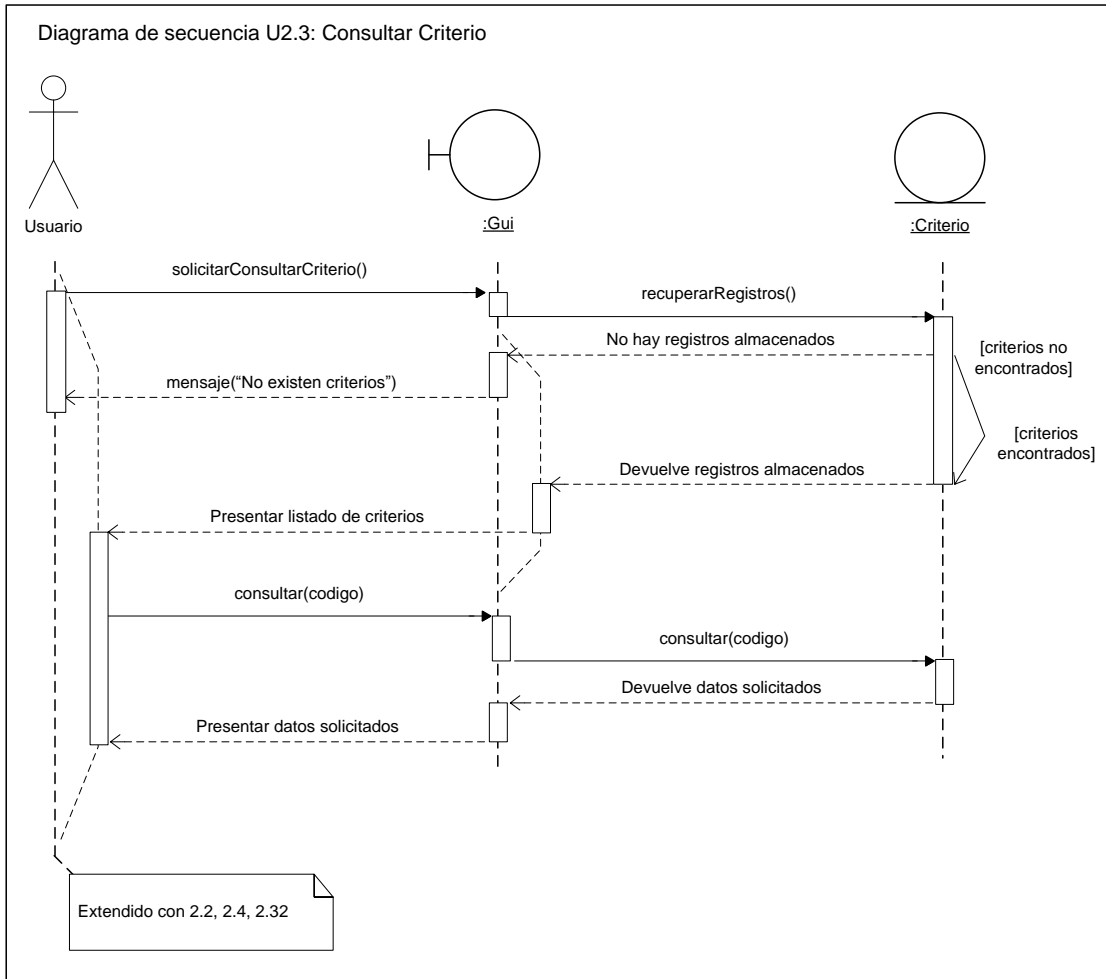 Diagrama de secuencia U2.3: Consultar Criterio
Usuario
:Gui
:Criterio
solicitarConsultarCriterio()
recuperarRegistros()
No hay registros almacenados
[criterios no
encontrados]
mensaje(“No existen criterios”)
[criterios
encontrados]
Devuelve registros almacenados
Presentar listado de criterios
consultar(codigo)
consultar(codigo)
Devuelve datos solicitados
Presentar datos solicitados
Extendido con 2.2, 2.4, 2.32